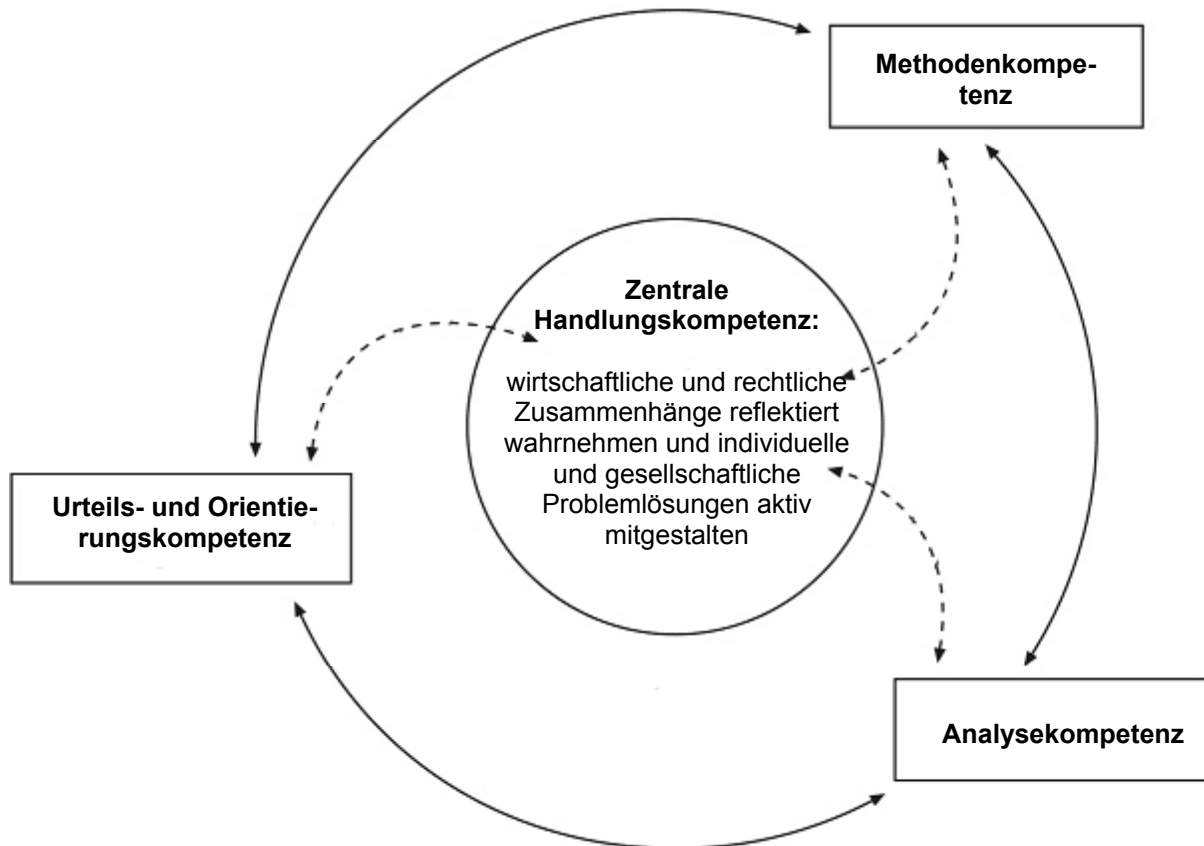 Methodenkompe-
tenz
Zentrale
Handlungskompetenz:
wirtschaftliche und rechtliche
Zusammenhänge reflektiert
wahrnehmen und individuelle
und gesellschaftliche
Problemlösungen aktiv
mitgestalten
Urteils- und Orientie-
rungskompetenz
Analysekompetenz